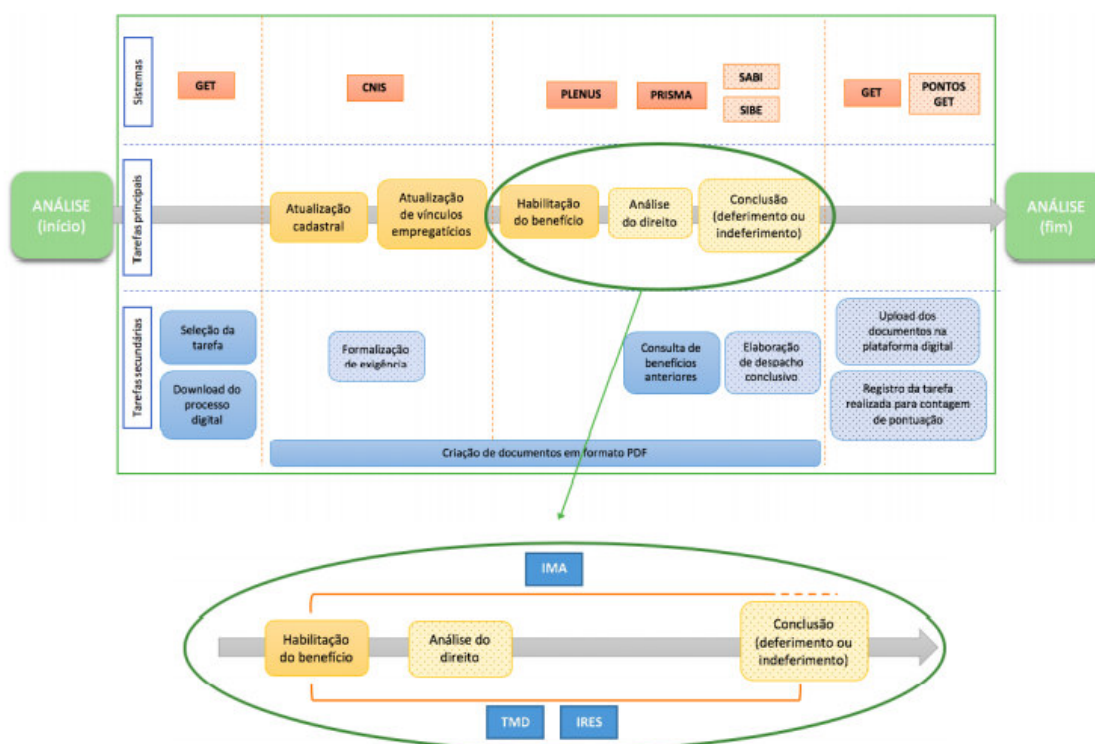 Sistemas
GET
CNIS
PLENUS
PRISMA
SABI
SIBE
GET
PONTOS
GET
ANÁLISE
(início)
Tarefas principais
Atualização
cadastral
Atualização
de vínculos
empregatícios
Habilitação
do benefício
Análise
do direito
Conclusão
(deferimento ou
indeferimento)
ANÁLISE
(fim)
Tarefas secundárias
Seleção da
tarefa
Download do
processo
digital
Formalização
de exigência
Consulta de
benefícios
anteriores
Elaboração
de despacho
conclusivo
Upload dos
documentos na
plataforma digital
Registro da tarefa
realizada para contagem
de pontuação
Criação de documentos em formato PDF
IMA
Habilitação
do benefício
Análise do
direito
Conclusão
(deferimento ou
indeferimento)
TMD
IRES